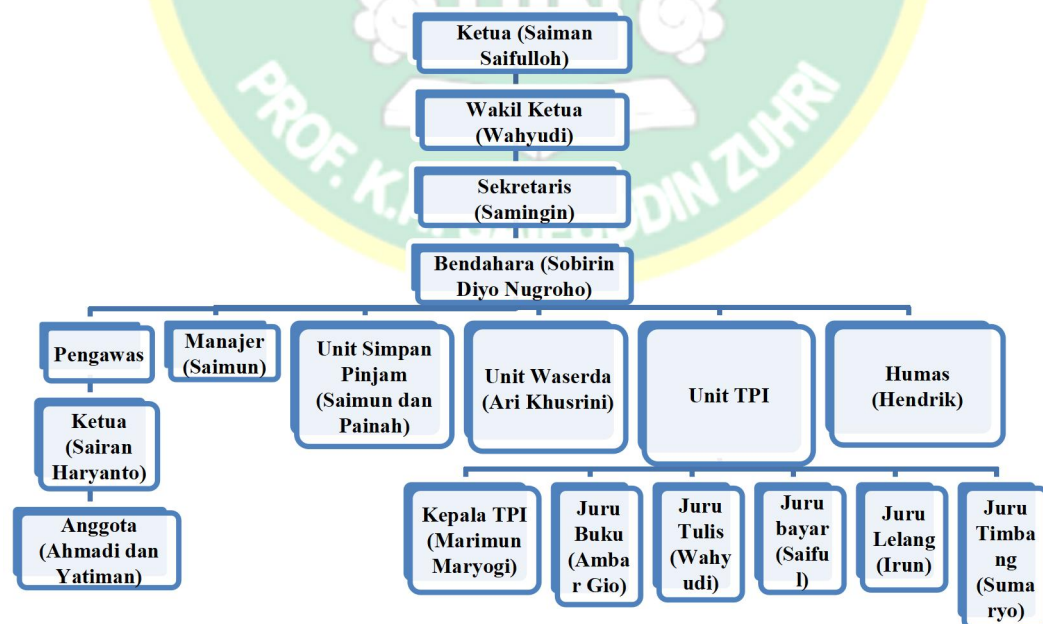 PROF. K.H. SAIFUDDIN ZUHRI
Ketua (Saiman
Saifulloh)
Wakil Ketua
(Wahyudi)
Sekretaris
(Samingin)
Bendahara (Sobirin
Diyo Nugroho)
Pengawas
Manajer
(Saimun)
Unit Simpan
Pinjam
(Saimun dan
Painah)
Unit Waserda
(Ari Khusrini)
Unit TPI
Humas
(Hendrik)
Ketua
(Sairan
Haryanto)
Anggota
(Ahmadi dan
Yatiman)
Kepala TPI
(Marimun
Maryogi)
Juru
Buku
(Amba
r Gio)
Juru
Tulis
(Wahy
udi)
Juru
bayar
(Saifu
l)
Juru
Lelang
(Irun)
Juru
Timba
ng
(Suma
ryo)